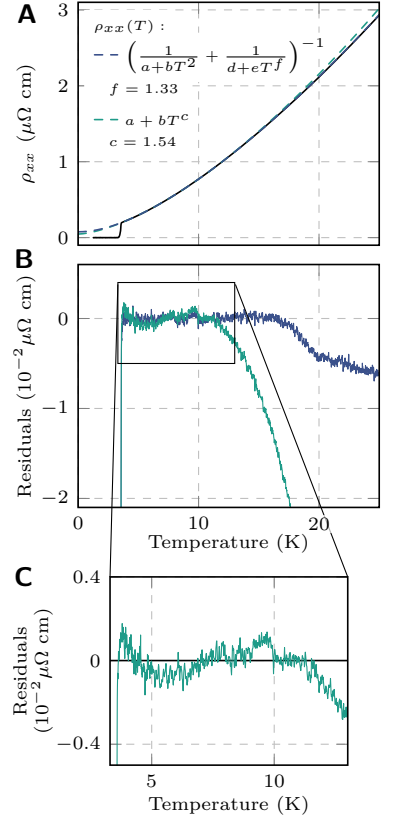 A
3
2
1
0
ρxx (μΩ cm)
ρxx(T) :
(1/(a+bT^2) + 1/(d+eT^f))^−1
f = 1.33
a + bT^c
c = 1.54
B
0
−1
−2
Residuals (10^−2 μΩ cm)
0 10 20
Temperature (K)
C
0.4
0
−0.4
Residuals
(10^−2 μΩ cm)
5 10
Temperature (K)